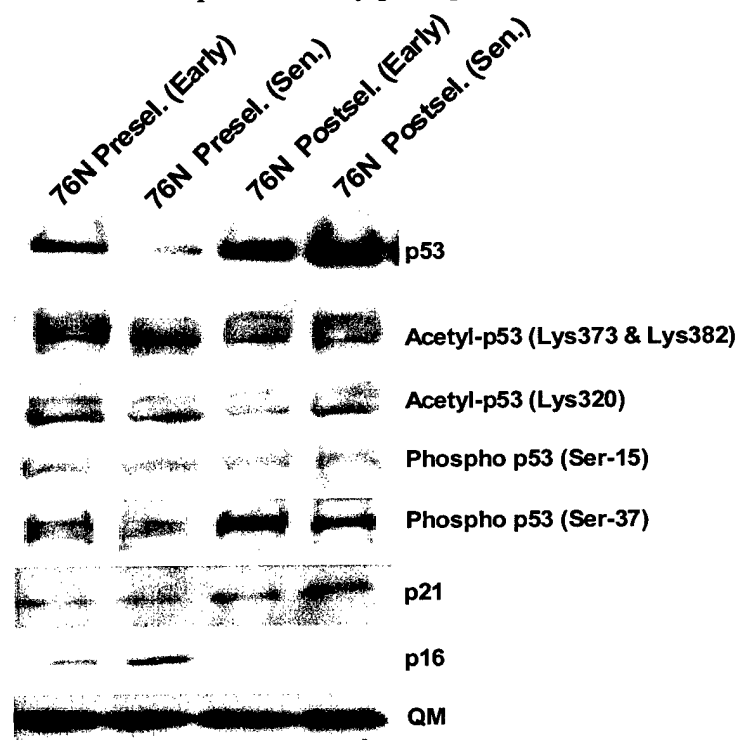 76N Presel. (Early)
76N Presel. (Sen.)
76N Postsel. (Early)
76N Postsel. (Sen.)
p53
Acetyl-p53 (Lys373 & Lys382)
Acetyl-p53 (Lys320)
Phospho p53 (Ser-15)
Phospho p53 (Ser-37)
p21
p16
QM